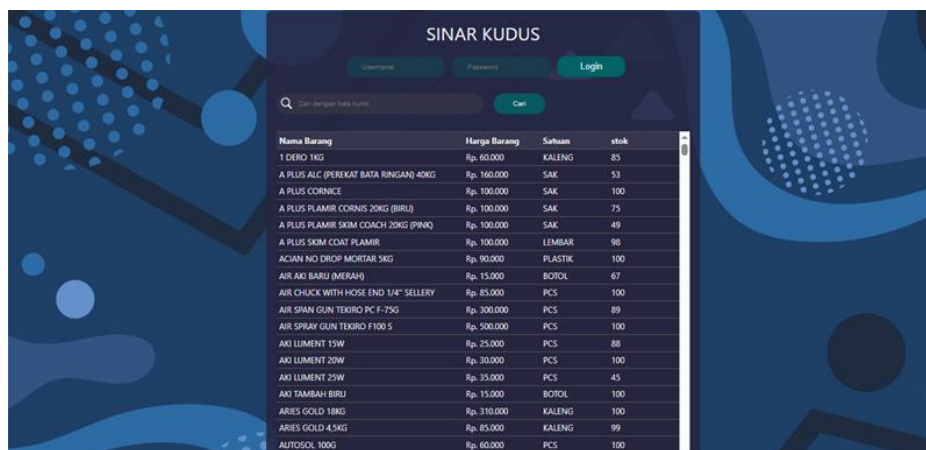 SINAR KUDUS
Username Password Login
Cari dengan kata kunci Cari
Nama Barang Harga Barang Satuan stok
1 DERO 1KG Rp. 60.000 KALENG 85
A PLUS ALC (PEREKAT BATA RINGAN) 40KG Rp. 160.000 SAK 53
A PLUS CORNICE Rp. 100.000 SAK 100
A PLUS PLAMIR CORNIS 20KG (BIRU) Rp. 100.000 SAK 75
A PLUS PLAMIR SKIM COACH 20KG (PINK) Rp. 100.000 SAK 49
A PLUS SKIM COAT PLAMIR Rp. 100.000 LEMBAR 98
ACIAN NO DROP MORTAR 5KG Rp. 90.000 PLASTIK 100
AIR AKI BARU (MERAH) Rp. 15.000 BOTOL 67
AIR CHUCK WITH HOSE END 1/4" SELLERY Rp. 85.000 PCS 100
AIR SPAN GUN TEKIRO PC F-75G Rp. 300.000 PCS 89
AIR SPRAY GUN TEKIRO F100 S Rp. 500.000 PCS 100
AKI LUMENT 15W Rp. 25.000 PCS 88
AKI LUMENT 20W Rp. 30.000 PCS 100
AKI LUMENT 25W Rp. 35.000 PCS 45
AKI TAMBAH BIRU Rp. 15.000 BOTOL 100
ARIES GOLD 18KG Rp. 310.000 KALENG 100
ARIES GOLD 4,5KG Rp. 85.000 KALENG 99
AUTOSOL 100G Rp. 60.000 PCS 100